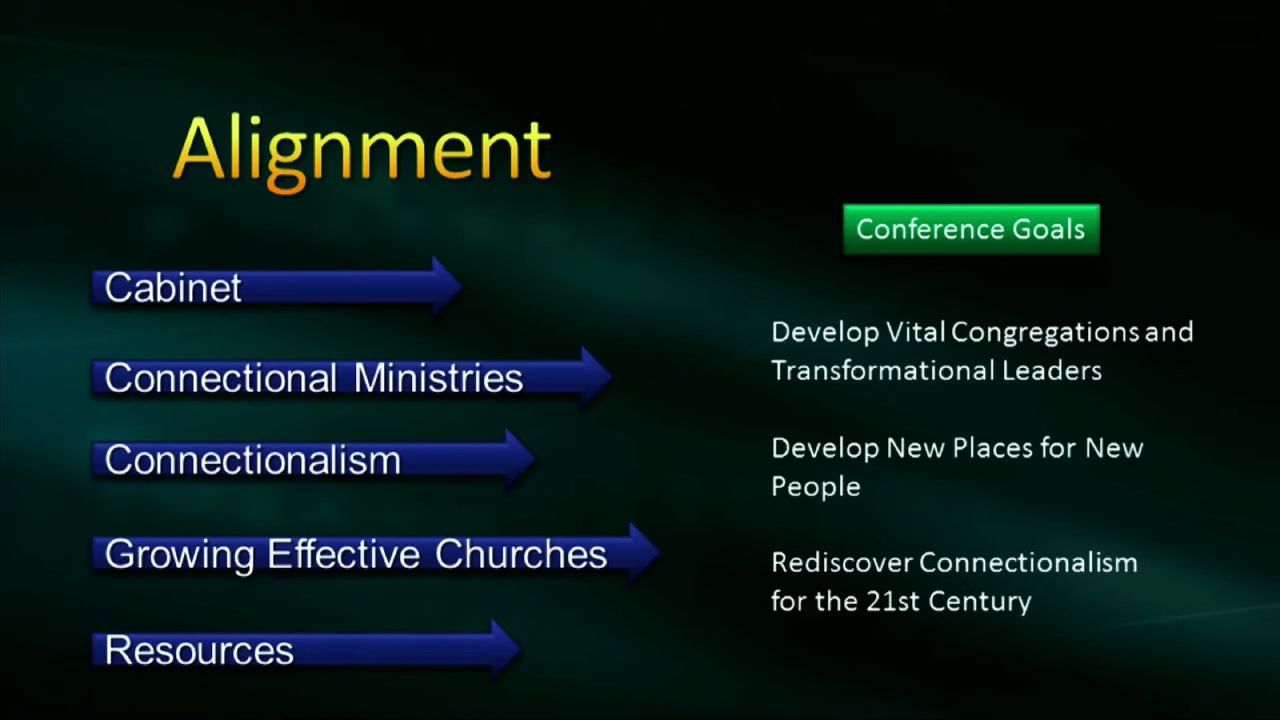 Alignment
Cabinet
Connectional Ministries
Connectionalism
Growing Effective Churches
Resources
Conference Goals
Develop Vital Congregations and
Transformational Leaders
Develop New Places for New
People
Rediscover Connectionalism
for the 21st Century